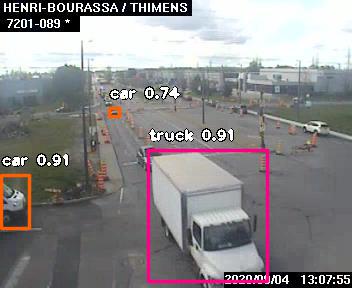 HENRI-BOURASSA / THIMENS
7201-089 *
car 0.74
truck 0.91
car 0.91
2020/09/04 13:07:55